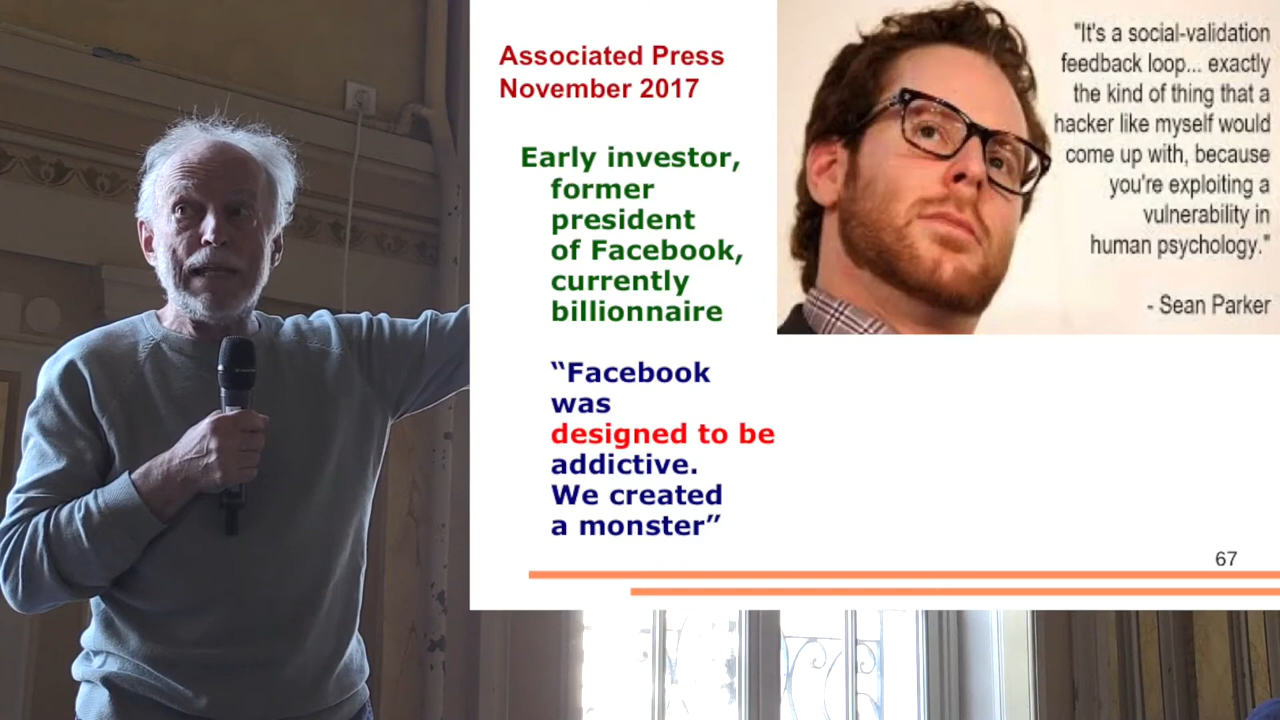 Associated Press
November 2017
Early investor,
former
president
of Facebook,
currently
billionnaire
“Facebook
was
designed to be
addictive.
We created
a monster”
"It's a social-validation
feedback loop... exactly
the kind of thing that a
hacker like myself would
come up with, because
you're exploiting a
vulnerability in
human psychology."
- Sean Parker
67